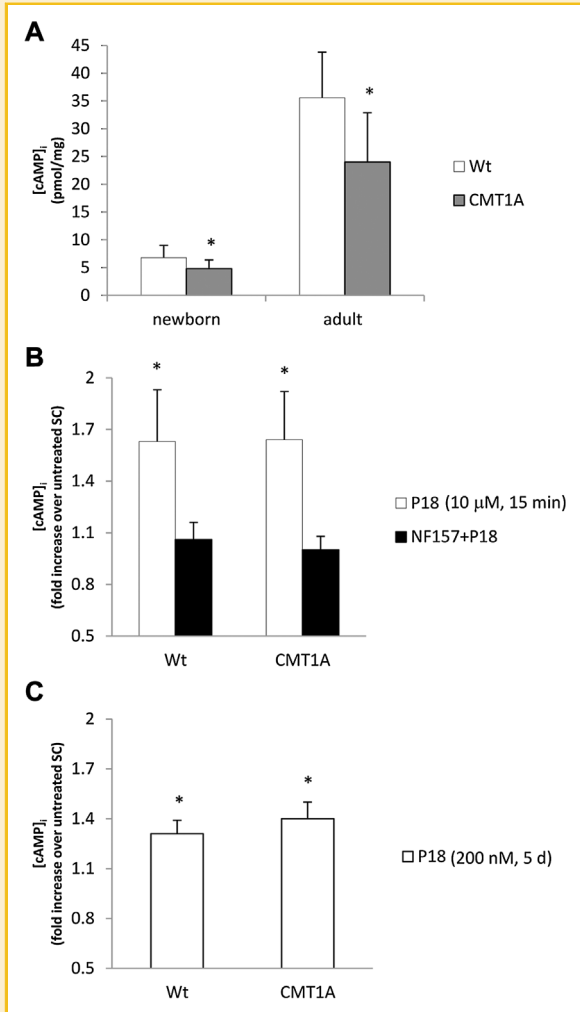 A
45
40
35
30
25
20
15
10
5
0
[cAMP]i
(pmol/mg)
*
*
newborn
adult
Wt
CMT1A
B
2
1.7
1.4
1.1
0.8
0.5
[cAMP]i
(fold increase over untreated SC)
*
*
Wt
CMT1A
P18 (10 µM, 15 min)
NF157+P18
C
2
1.7
1.4
1.1
0.8
0.5
[cAMP]i
(fold increase over untreated SC)
*
*
Wt
CMT1A
P18 (200 nM, 5 d)